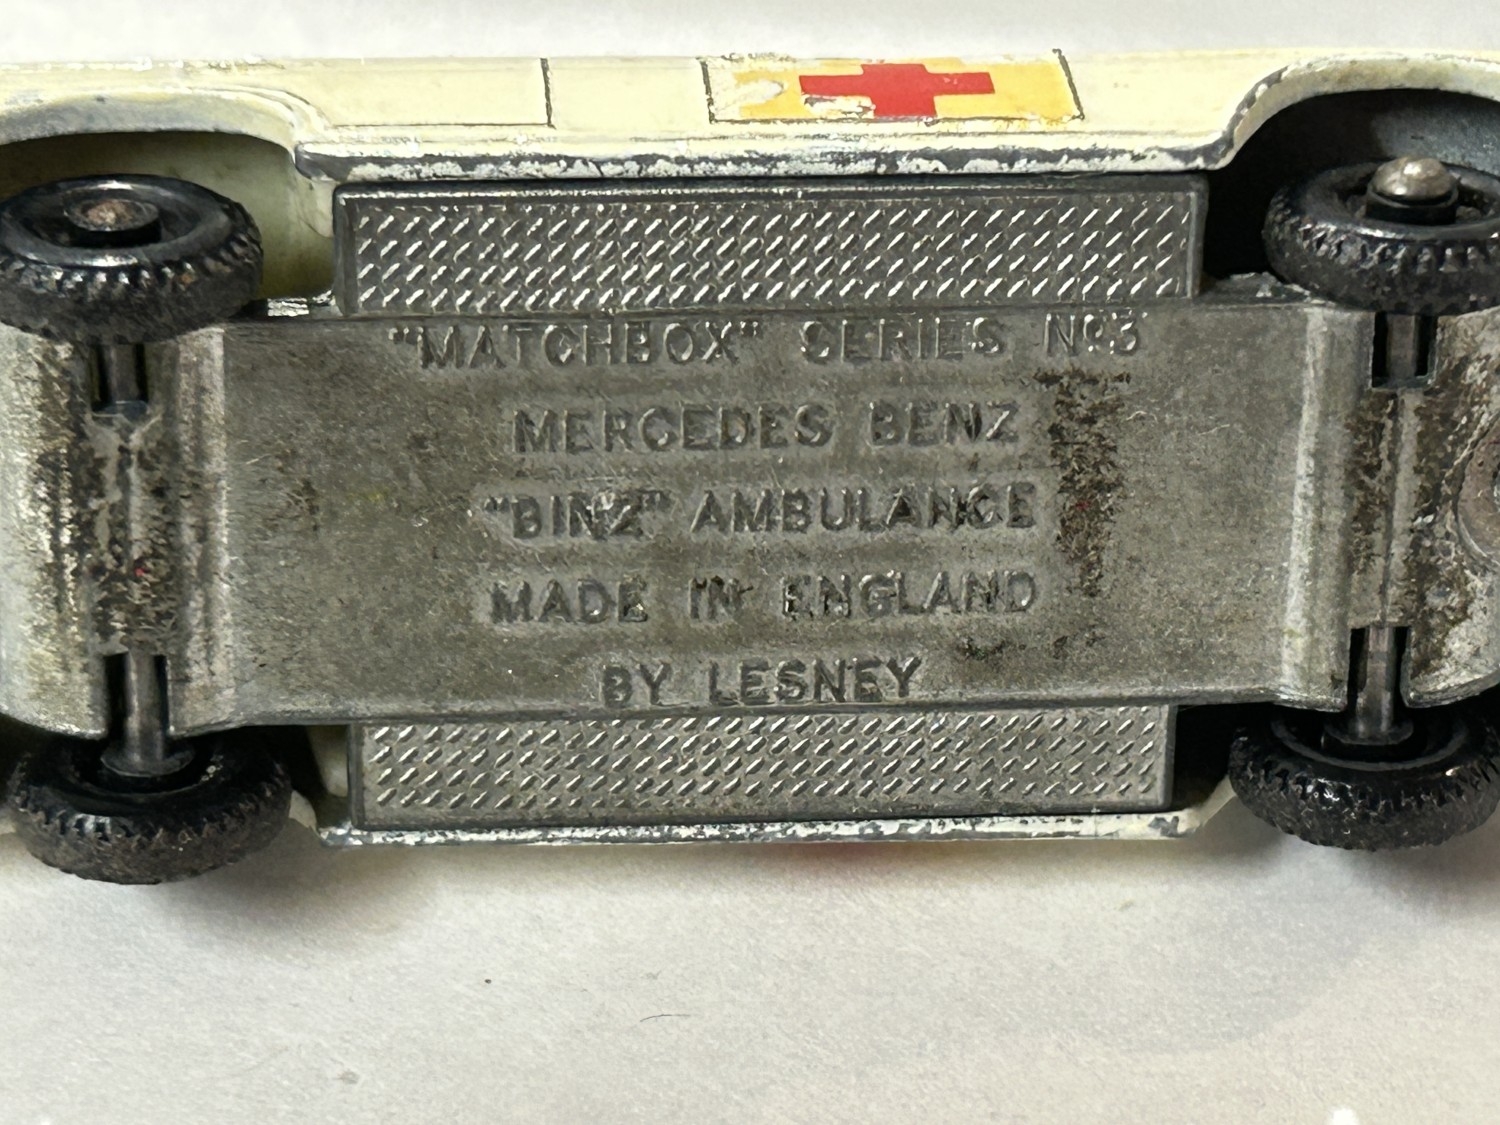 "MATCHBOX" SERIES No3
MERCEDES BENZ
"BINZ" AMBULANCE
MADE IN ENGLAND
BY LESNEY